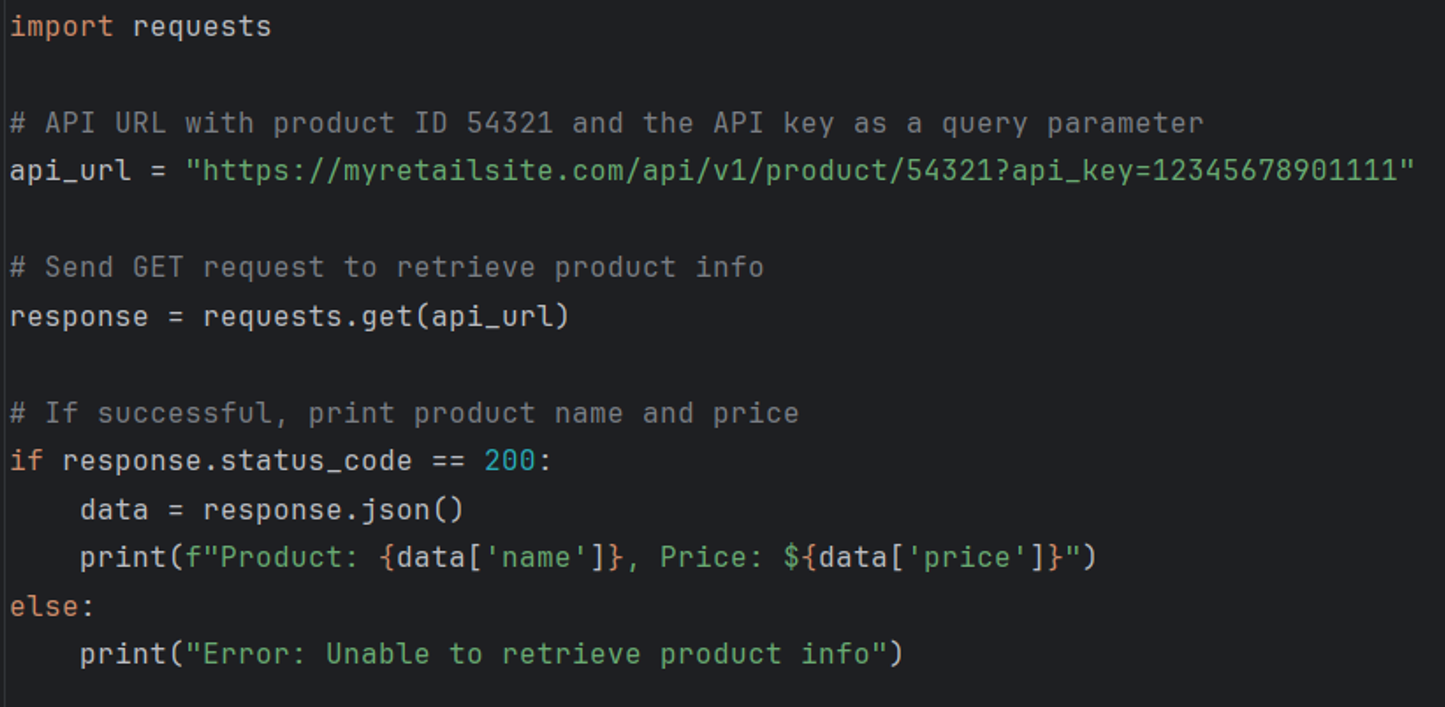 import requests
# API URL with product ID 54321 and the API key as a query parameter
api_url = "https://myretailsite.com/api/v1/product/54321?api_key=12345678901111"
# Send GET request to retrieve product info
response = requests.get(api_url)
# If successful, print product name and price
if response.status_code == 200:
    data = response.json()
    print(f"Product: {data['name']}, Price: ${data['price']}")
else:
    print("Error: Unable to retrieve product info")